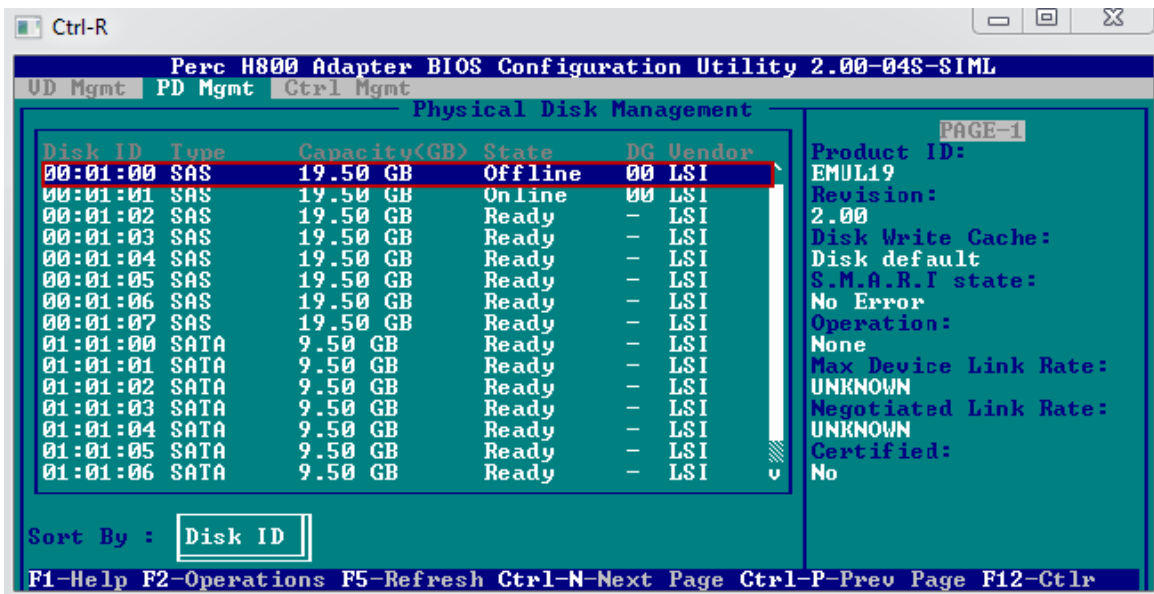 Ctrl-R
Perc H800 Adapter BIOS Configuration Utility 2.00-04S-SIML
VD Mgmt PD Mgmt Ctrl Mgmt
Physical Disk Management
Disk ID Type Capacity(GB) State DG Vendor
00:01:00 SAS 19.50 GB Offline 00 LSI
00:01:01 SAS 19.50 GB Online 00 LSI
00:01:02 SAS 19.50 GB Ready - LSI
00:01:03 SAS 19.50 GB Ready - LSI
00:01:04 SAS 19.50 GB Ready - LSI
00:01:05 SAS 19.50 GB Ready - LSI
00:01:06 SAS 19.50 GB Ready - LSI
00:01:07 SAS 19.50 GB Ready - LSI
01:01:00 SATA 9.50 GB Ready - LSI
01:01:01 SATA 9.50 GB Ready - LSI
01:01:02 SATA 9.50 GB Ready - LSI
01:01:03 SATA 9.50 GB Ready - LSI
01:01:04 SATA 9.50 GB Ready - LSI
01:01:05 SATA 9.50 GB Ready - LSI
01:01:06 SATA 9.50 GB Ready - LSI
Sort By : Disk ID
PAGE-1
Product ID:
EMUL19
Revision:
2.00
Disk Write Cache:
Disk default
S.M.A.R.T state:
No Error
Operation:
None
Max Device Link Rate:
UNKNOWN
Negotiated Link Rate:
UNKNOWN
Certified:
No
F1-Help F2-Operations F5-Refresh Ctrl-N-Next Page Ctrl-P-Prev Page F12-Ctlr